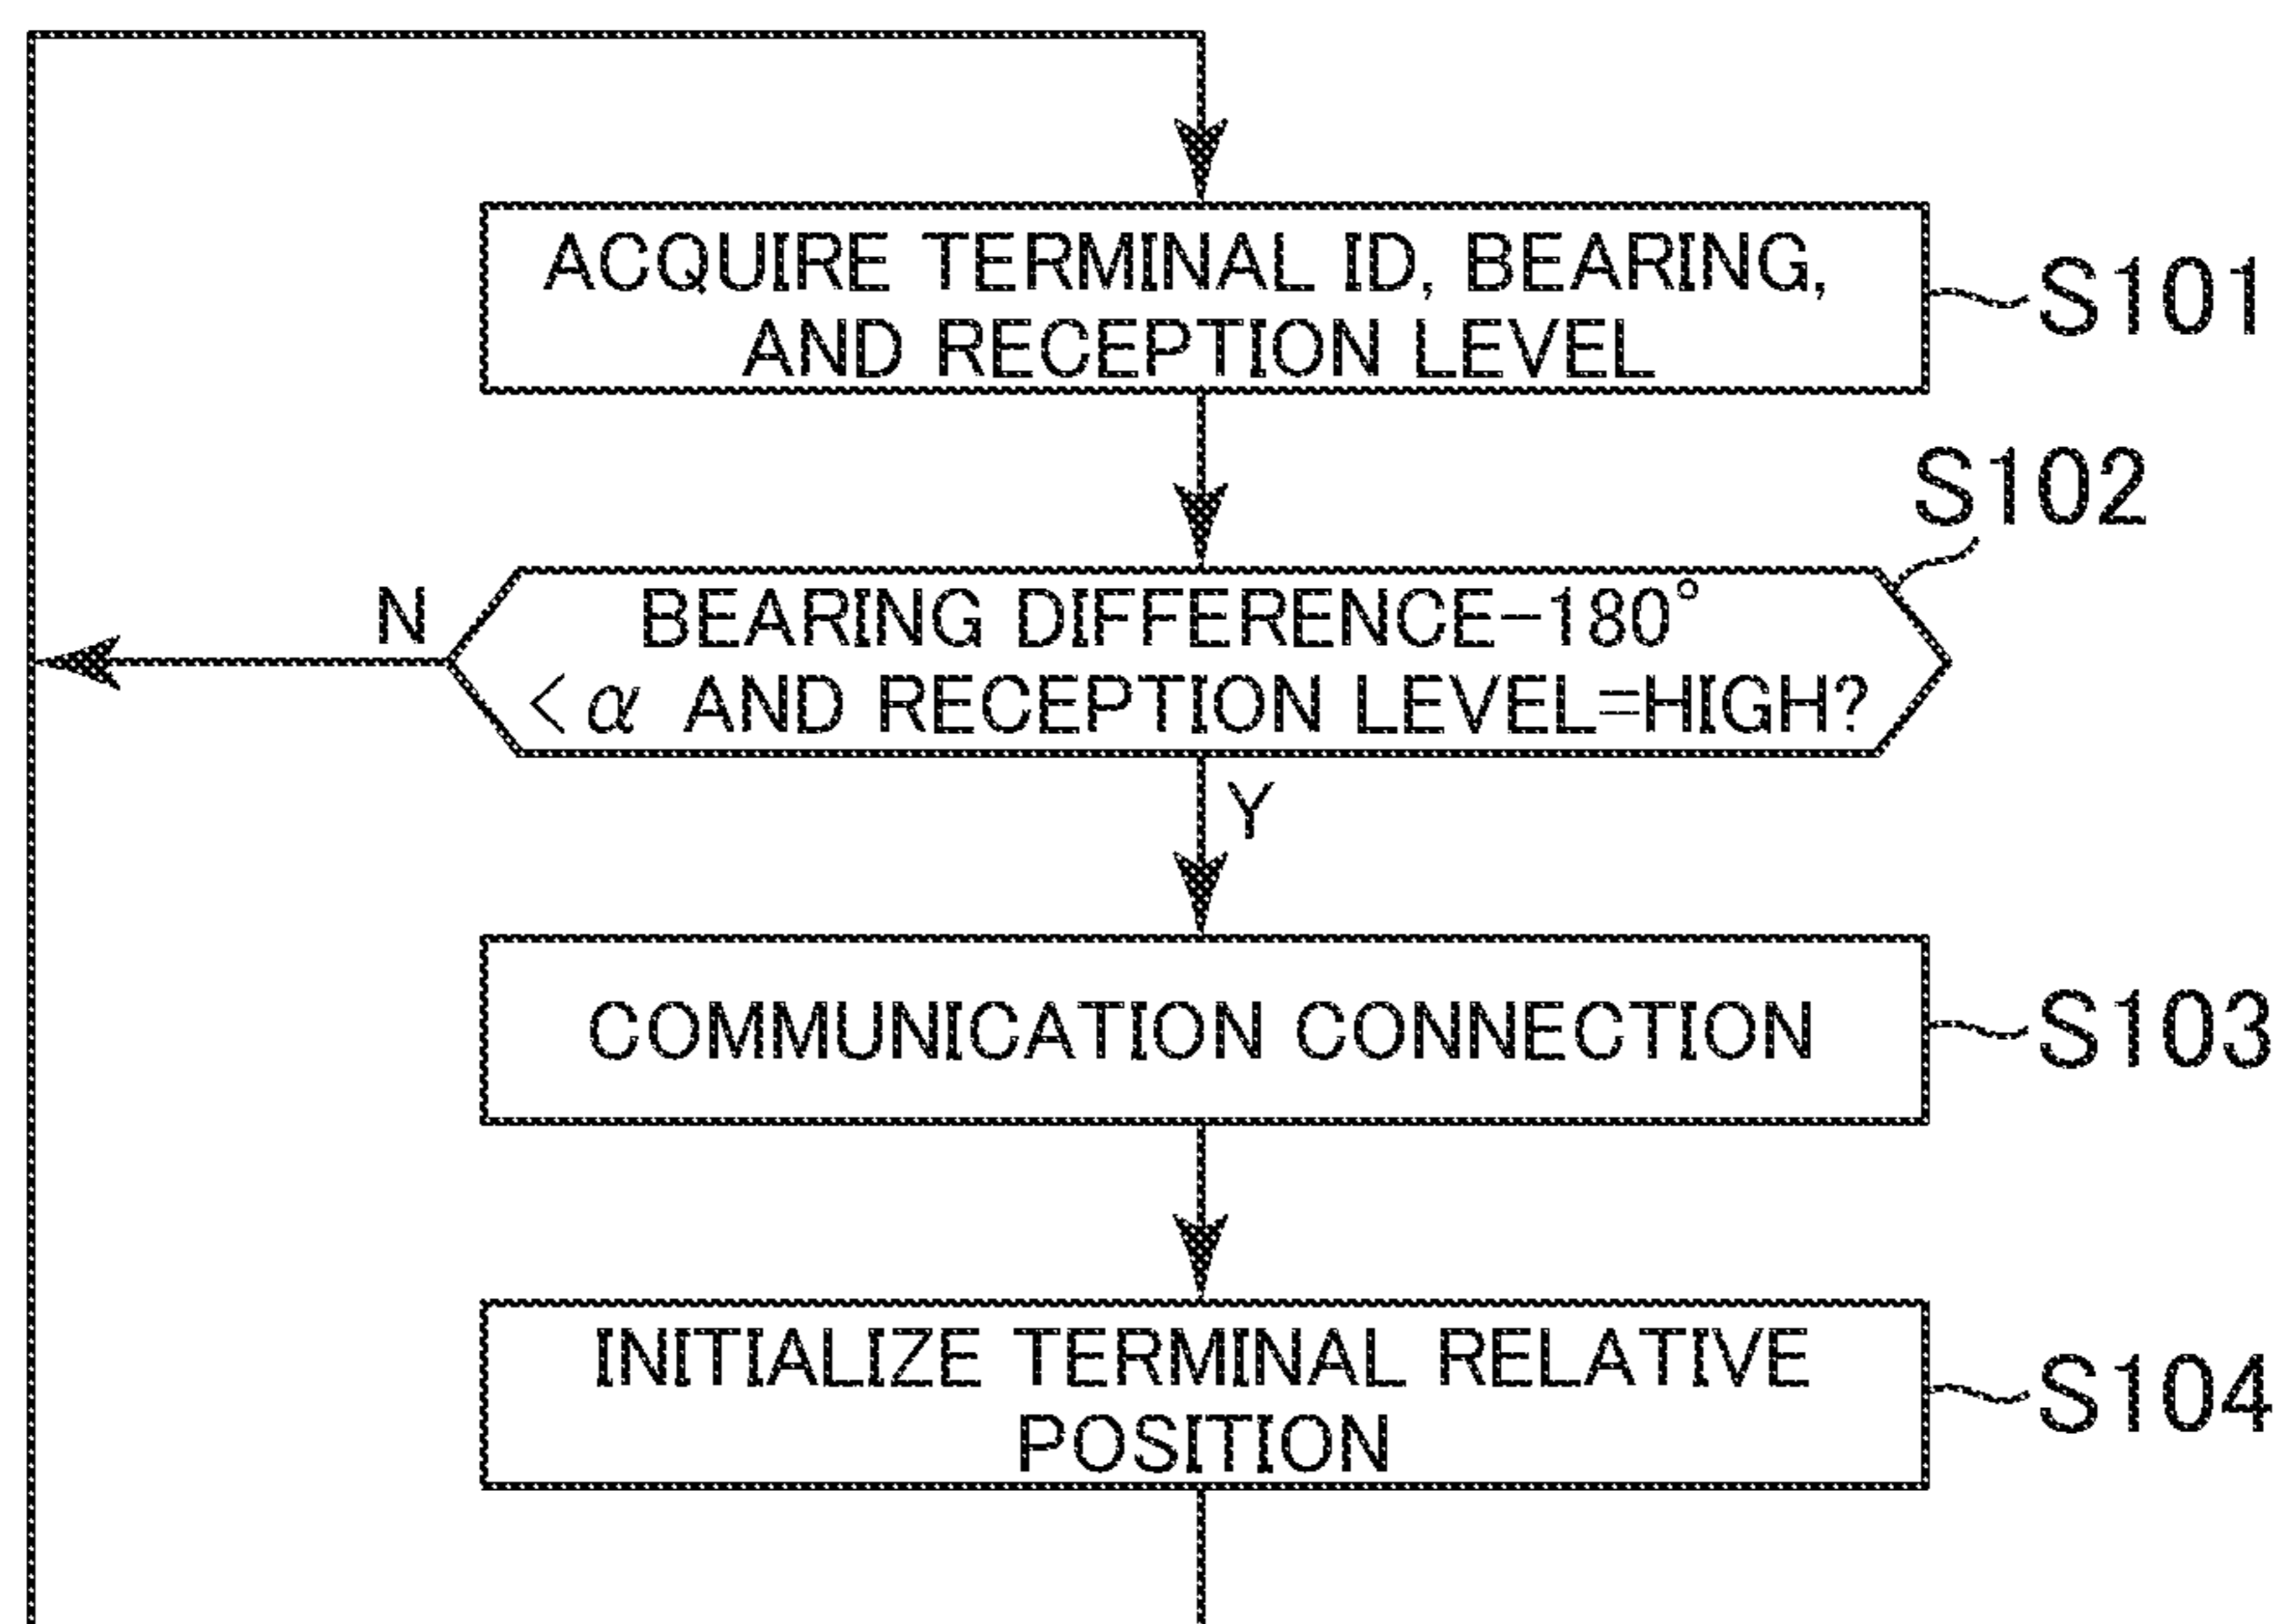 ACQUIRE TERMINAL ID, BEARING,
AND RECEPTION LEVEL
S101
S102
N
BEARING DIFFERENCE-180°
< α AND RECEPTION LEVEL=HIGH?
Y
COMMUNICATION CONNECTION
S103
INITIALIZE TERMINAL RELATIVE
POSITION
S104